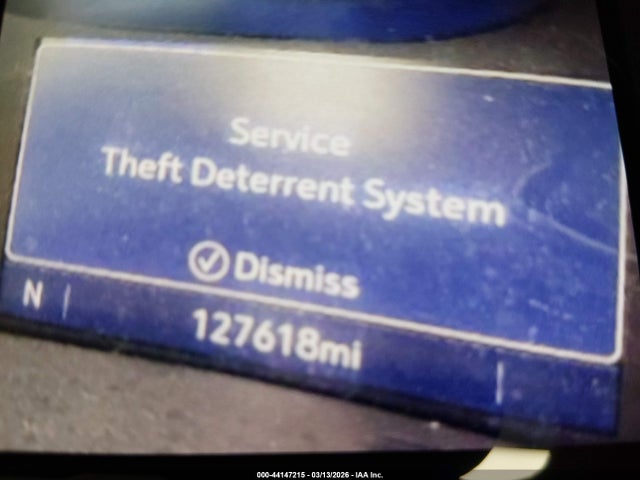 Service
Theft Deterrent System
Dismiss
N
127618mi
000-44147215 - 03/13/2026 - IAA Inc.